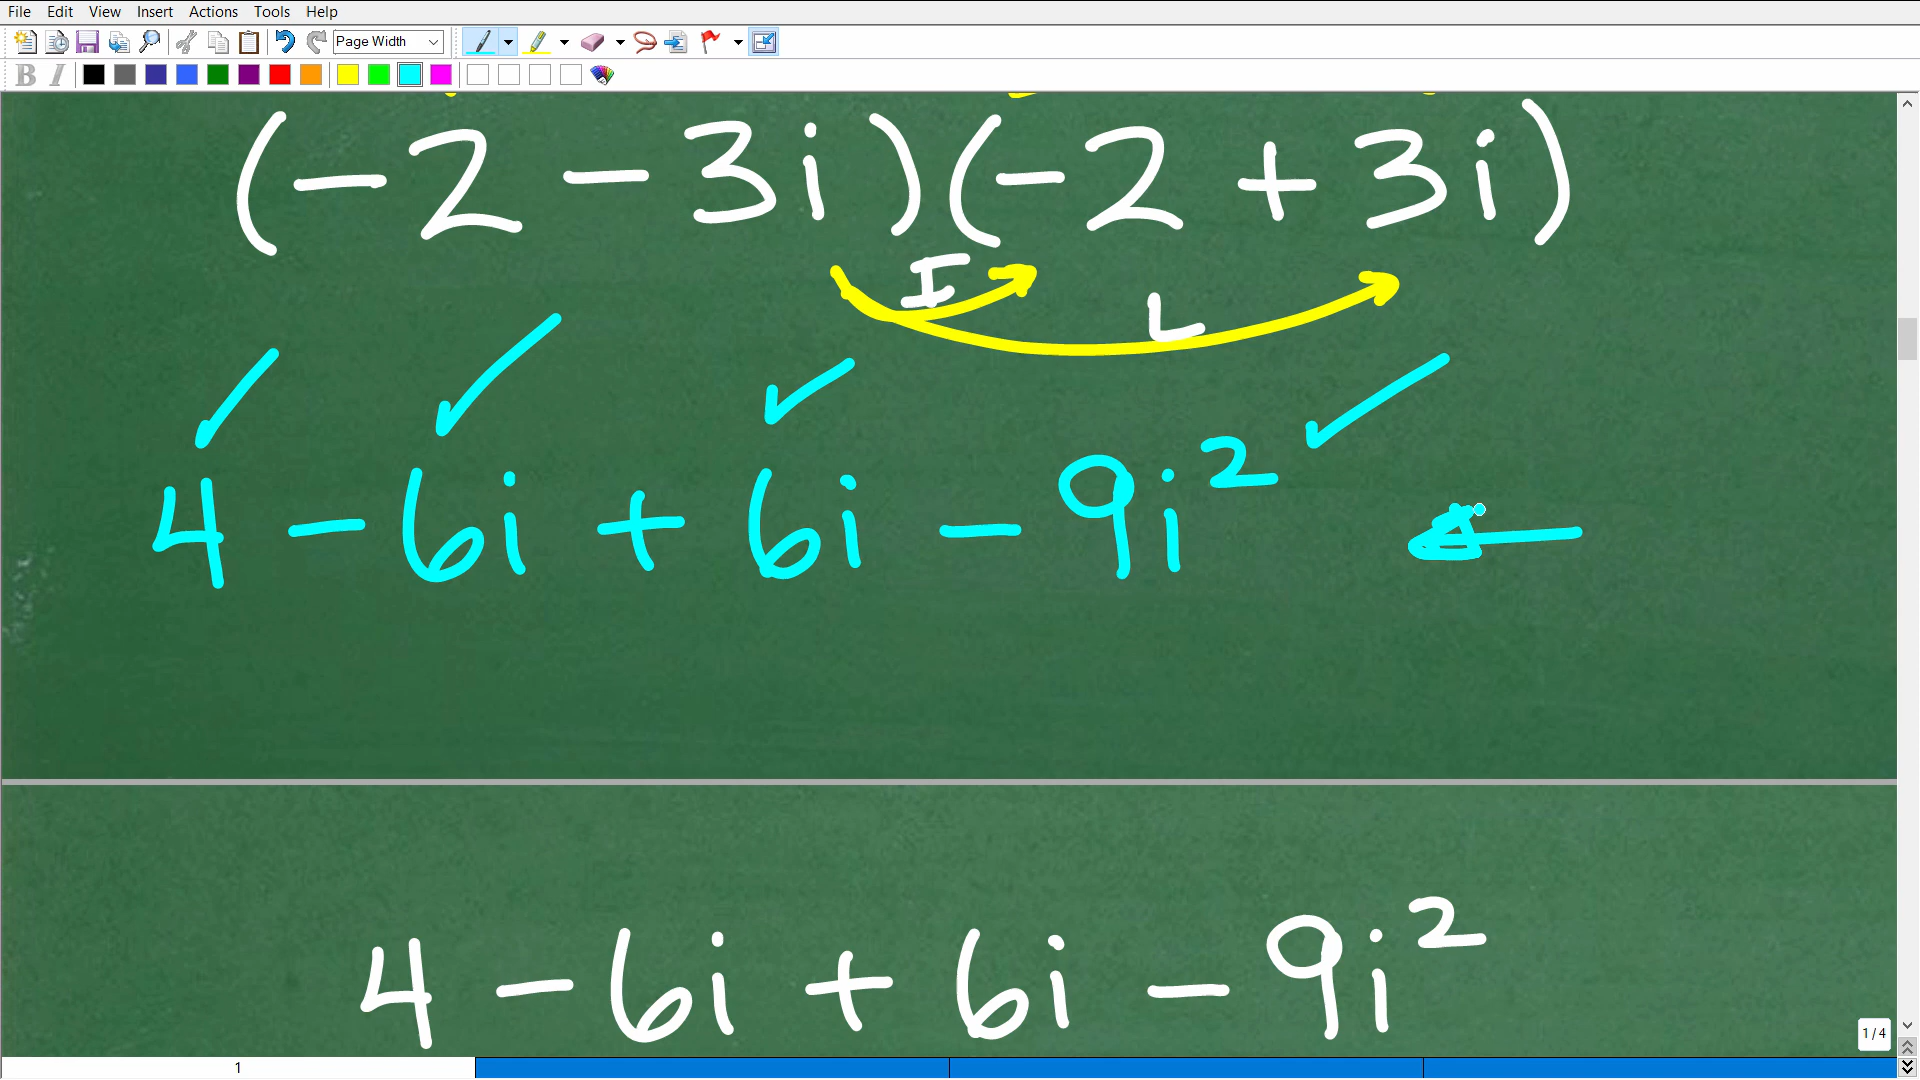 File Edit View Insert Actions Tools Help
Page Width
B I
(-2 - 3i)(-2 + 3i)
I
L
4 - 6i + 6i - 9i²
4 - 6i + 6i - 9i²
1 / 4
1